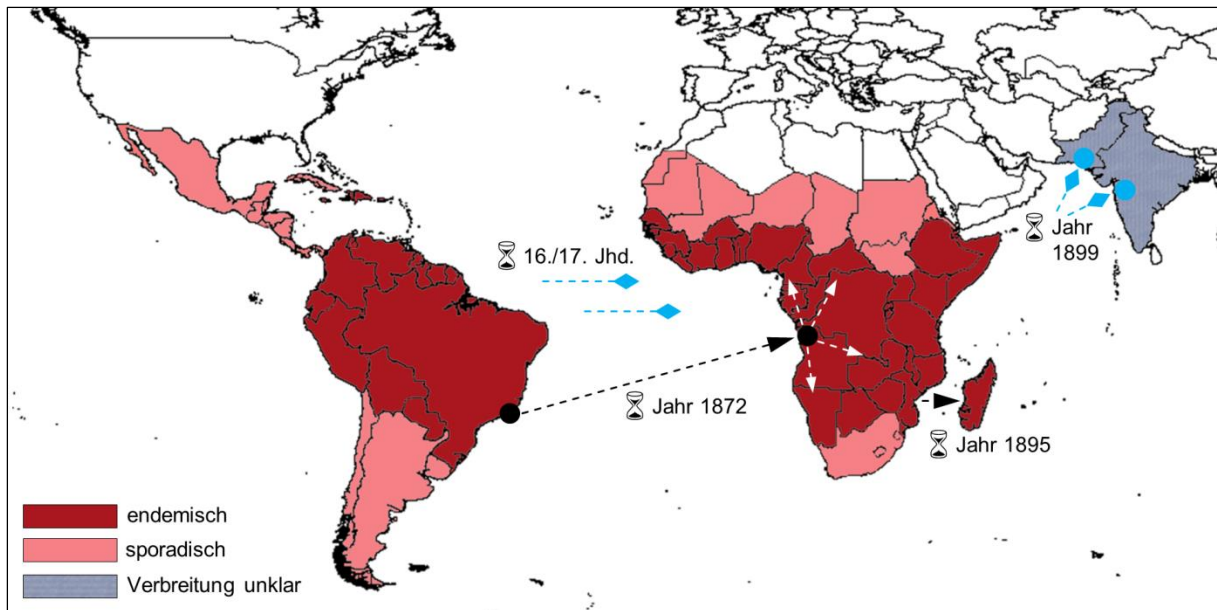 16./17. Jhd.
Jahr
1899
Jahr 1872
Jahr 1895
endemisch
sporadisch
Verbreitung unklar